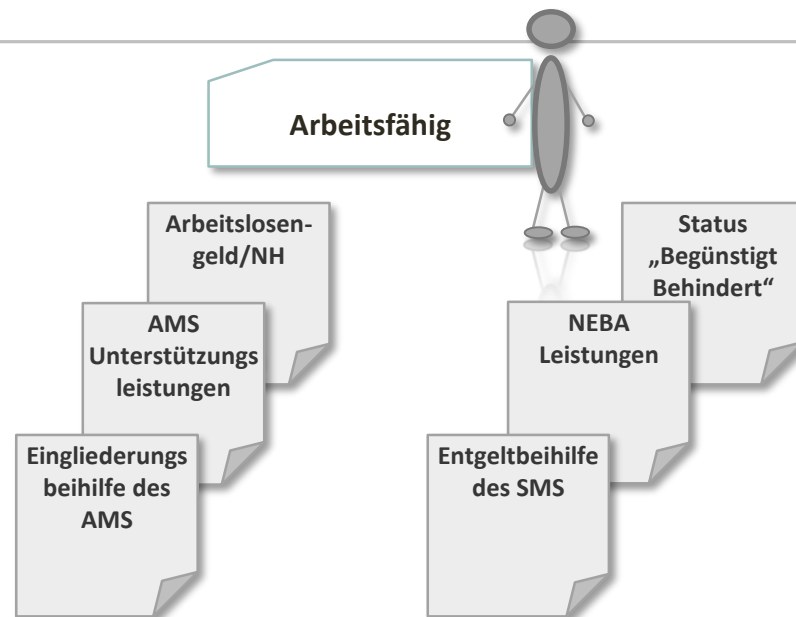 Arbeitsfähig
Arbeitslosen-
geld/NH
AMS
Unterstützungs
leistungen
Eingliederungs
beihilfe des
AMS
Status
„Begünstigt
Behindert“
NEBA
Leistungen
Entgeltbeihilfe
des SMS